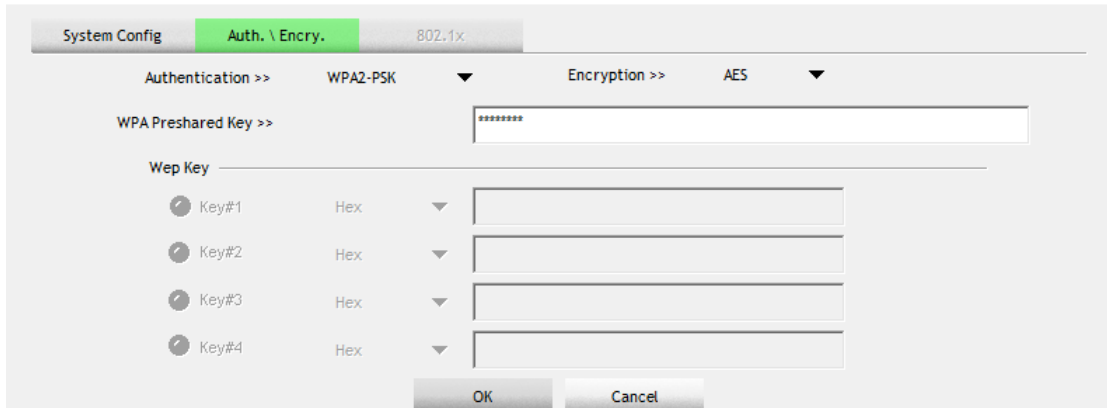 System Config Auth. \ Encry. 802.1x
Authentication >> WPA2-PSK Encryption >> AES
WPA Preshared Key >> ********
Wep Key
Key#1 Hex
Key#2 Hex
Key#3 Hex
Key#4 Hex
OK Cancel